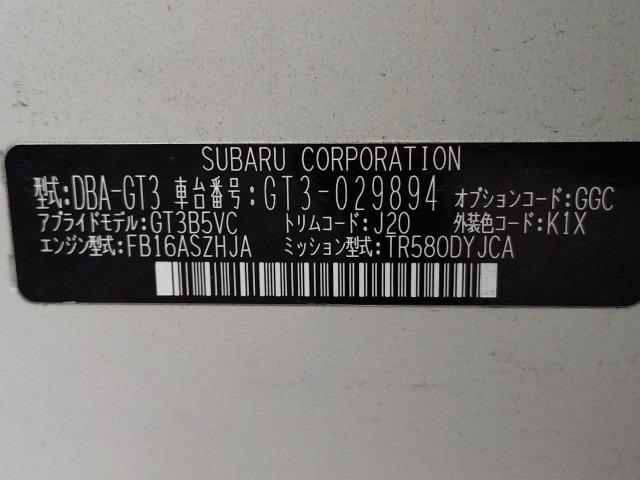 SUBARU CORPORATION
型式:DBA-GT3 車台番号:GT3-029894 オプションコード:GGC
アプライドモデル:GT3B5VC トリムコード:J20 外装色コード:K1X
エンジン型式:FB16ASZHJA ミッション型式:TR580DYJCA